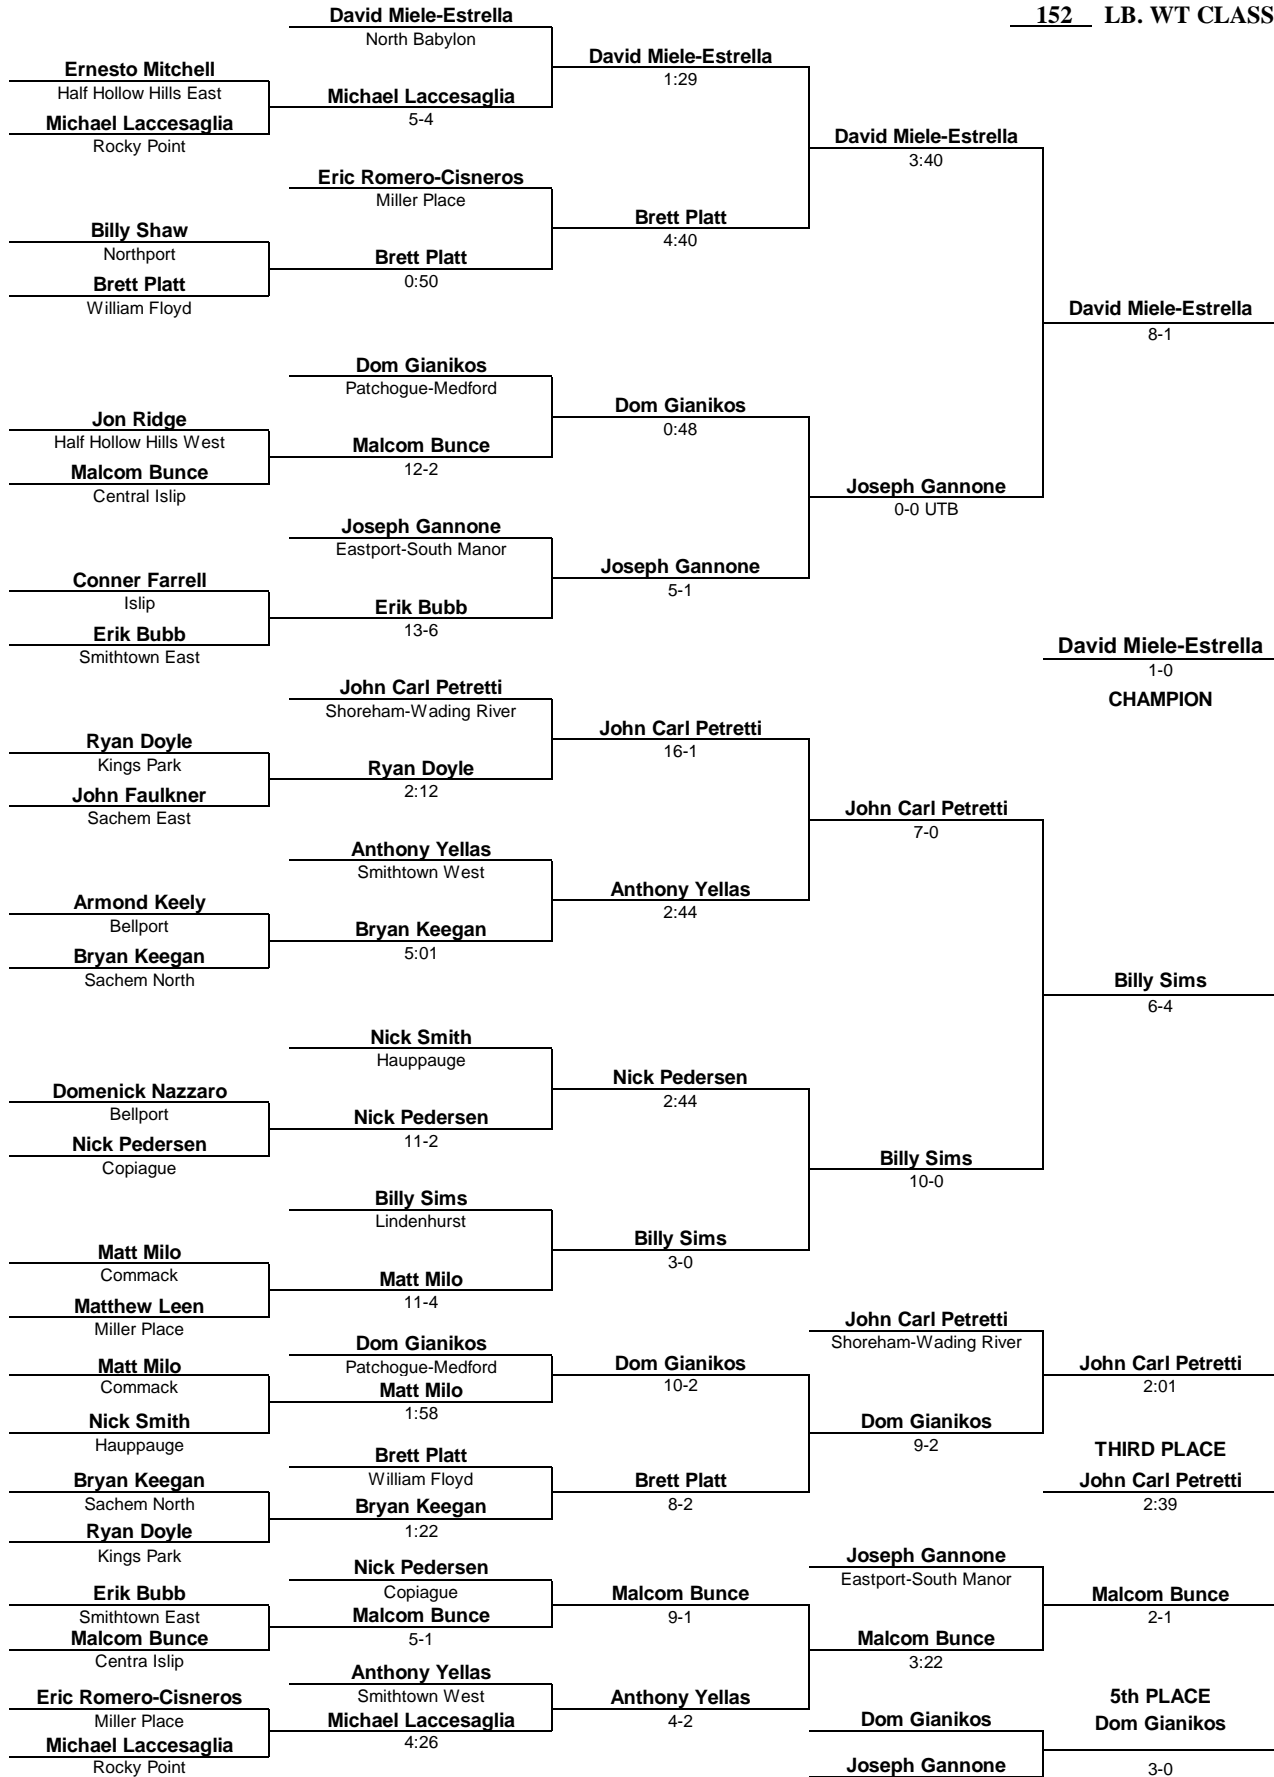 152 LB. WT CLASS
David Miele-Estrella
North Babylon
Ernesto Mitchell
Half Hollow Hills East
Michael Laccesaglia
Rocky Point
Michael Laccesaglia
5-4
David Miele-Estrella
1:29
Eric Romero-Cisneros
Miller Place
Billy Shaw
Northport
Brett Platt
William Floyd
Brett Platt
0:50
Brett Platt
4:40
David Miele-Estrella
3:40
Dom Gianikos
Patchogue-Medford
Jon Ridge
Half Hollow Hills West
Malcom Bunce
Central Islip
Malcom Bunce
12-2
Dom Gianikos
0:48
Joseph Gannone
Eastport-South Manor
Conner Farrell
Islip
Erik Bubb
Smithtown East
Erik Bubb
13-6
Joseph Gannone
5-1
Joseph Gannone
0-0 UTB
David Miele-Estrella
8-1
David Miele-Estrella
1-0
CHAMPION
John Carl Petretti
Shoreham-Wading River
Ryan Doyle
Kings Park
John Faulkner
Sachem East
Ryan Doyle
2:12
John Carl Petretti
16-1
Anthony Yellas
Smithtown West
Armond Keely
Bellport
Bryan Keegan
Sachem North
Bryan Keegan
5:01
Anthony Yellas
2:44
John Carl Petretti
7-0
Nick Smith
Hauppauge
Domenick Nazzaro
Bellport
Nick Pedersen
Copiague
Nick Pedersen
11-2
Nick Pedersen
2:44
Billy Sims
Lindenhurst
Matt Milo
Commack
Matthew Leen
Miller Place
Matt Milo
11-4
Billy Sims
3-0
Billy Sims
10-0
Billy Sims
6-4
Dom Gianikos
Patchogue-Medford
Matt Milo
Commack
Nick Smith
Hauppauge
Matt Milo
1:58
Dom Gianikos
10-2
Brett Platt
William Floyd
Bryan Keegan
Sachem North
Ryan Doyle
Kings Park
Bryan Keegan
1:22
Brett Platt
8-2
John Carl Petretti
Shoreham-Wading River
Dom Gianikos
9-2
John Carl Petretti
2:01
THIRD PLACE
John Carl Petretti
2:39
Nick Pedersen
Copiague
Erik Bubb
Smithtown East
Malcom Bunce
Centra Islip
Malcom Bunce
5-1
Malcom Bunce
9-1
Anthony Yellas
Smithtown West
Eric Romero-Cisneros
Miller Place
Michael Laccesaglia
Rocky Point
Michael Laccesaglia
4:26
Anthony Yellas
4-2
Joseph Gannone
Eastport-South Manor
Malcom Bunce
3:22
Malcom Bunce
2-1
Dom Gianikos
Joseph Gannone
5th PLACE
Dom Gianikos
3-0